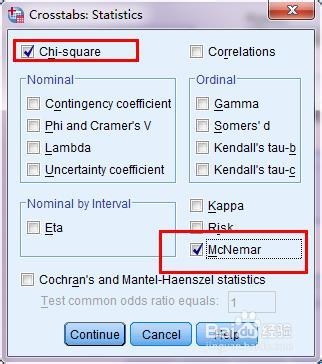 Crosstabs: Statistics
Chi-square
Correlations
Nominal
Contingency coefficient
Phi and Cramer's V
Lambda
Uncertainty coefficient
Ordinal
Gamma
Somers' d
Kendall's tau-b
Kendall's tau-c
Nominal by Interval
Eta
Kappa
Risk
McNemar
Cochran's and Mantel-Haenszel statistics
Test common odds ratio equals: 1
Continue Cancel Help